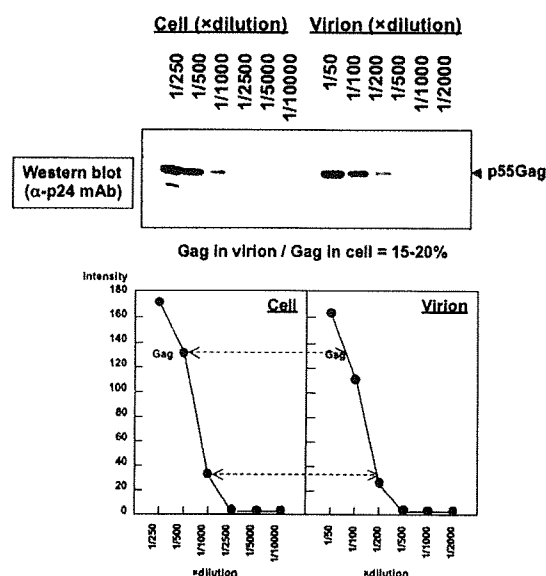 Cell (×dilution) Virion (×dilution)
1/250 1/500 1/1000 1/2500 1/5000 1/10000 1/50 1/100 1/200 1/500 1/1000 1/2000
Western blot
(α-p24 mAb)
p55Gag
Gag in virion / Gag in cell = 15-20%
Intensity
180
160
140
120
100
80
60
40
20
0
Cell
Gag
Virion
Gag
1/250 1/500 1/1000 1/2500 1/5000 1/10000 1/50 1/100 1/200 1/500 1/1000 1/2000
×dilution ×dilution